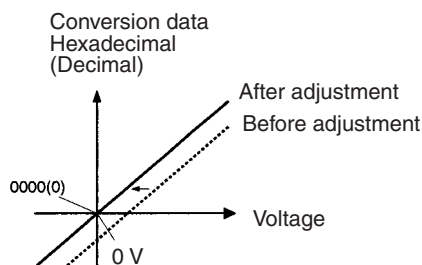 Conversion data
Hexadecimal
(Decimal)
After adjustment
Before adjustment
0000(0)
Voltage
0 V